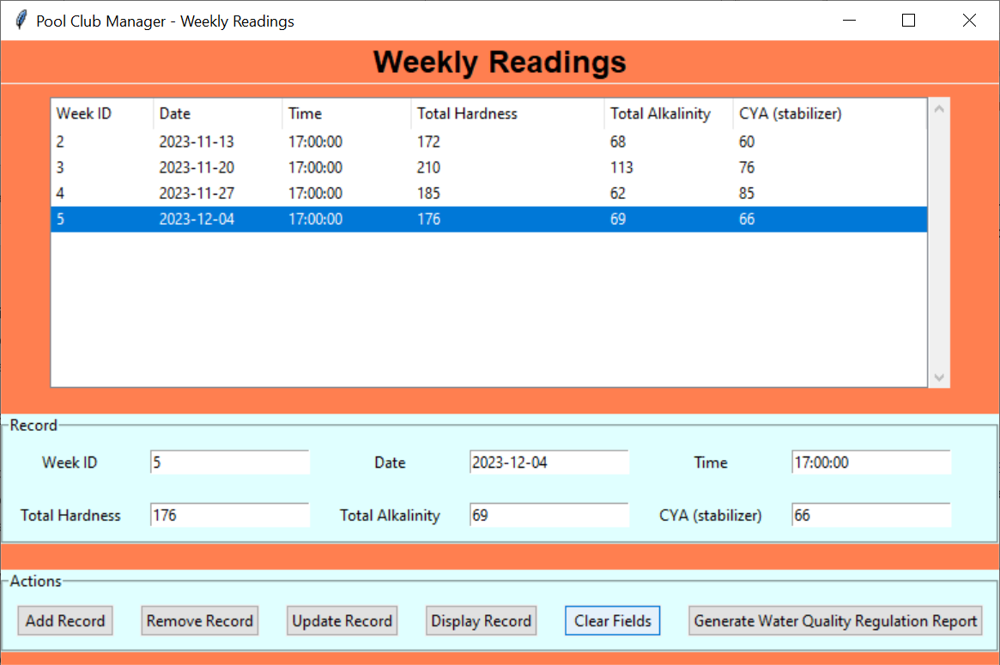 Pool Club Manager - Weekly Readings
Weekly Readings
Week ID Date Time Total Hardness Total Alkalinity CYA (stabilizer)
2 2023-11-13 17:00:00 172 68 60
3 2023-11-20 17:00:00 210 113 76
4 2023-11-27 17:00:00 185 62 85
5 2023-12-04 17:00:00 176 69 66
Record
Week ID 5 Date 2023-12-04 Time 17:00:00
Total Hardness 176 Total Alkalinity 69 CYA (stabilizer) 66
Actions
Add Record Remove Record Update Record Display Record Clear Fields Generate Water Quality Regulation Report